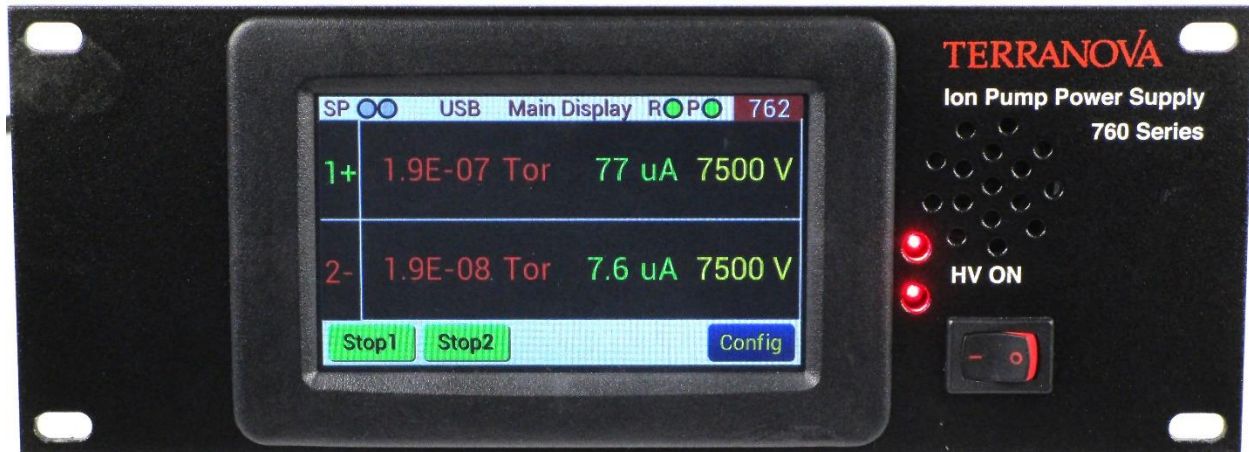 TERRANOVA
Ion Pump Power Supply
760 Series
SP USB Main Display R P 762
1+ 1.9E-07 Tor 77 uA 7500 V
2- 1.9E-08 Tor 7.6 uA 7500 V
Stop1 Stop2 Config
HV ON
– O